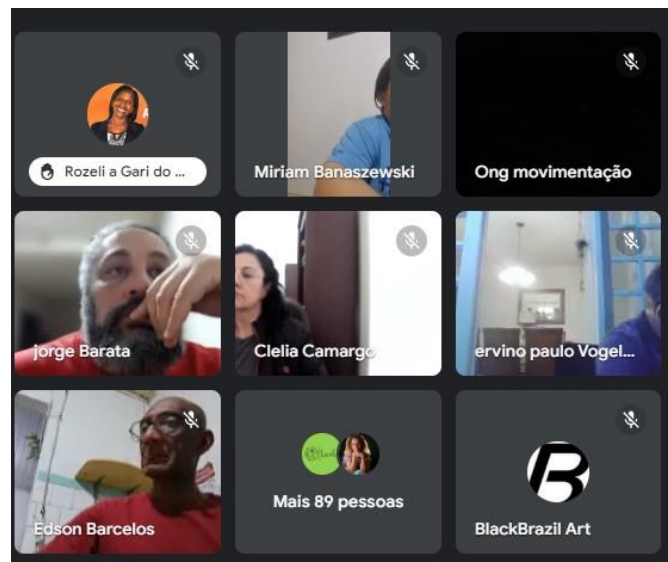 Rozeli a Gari do ...
Miriam Banaszewski
Ong movimentação
jorge Barata
Clelia Camargo
ervino paulo Vogel...
Edson Barcelos
Mais 89 pessoas
BlackBrazil Art